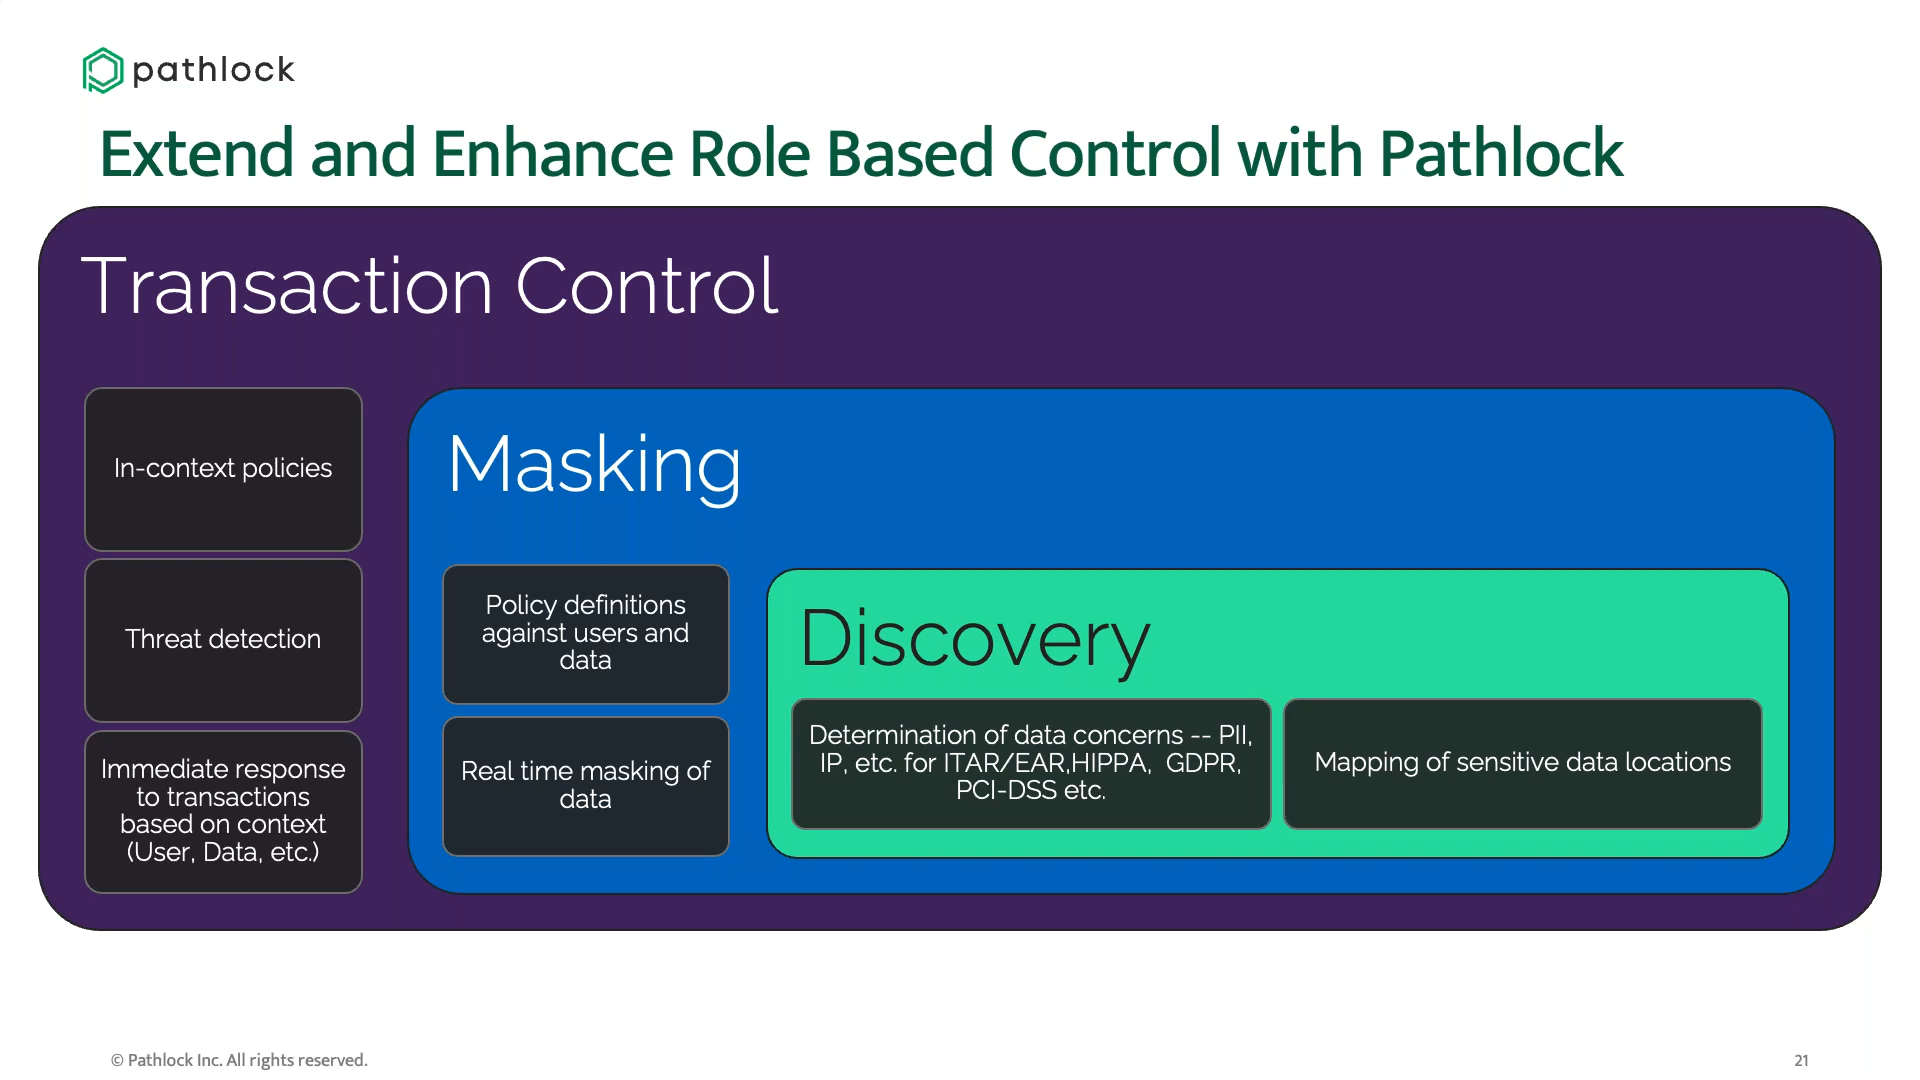 pathlock
Extend and Enhance Role Based Control with Pathlock
Transaction Control
In-context policies
Threat detection
Immediate response
to transactions
based on context
(User, Data, etc.)
Masking
Policy definitions
against users and
data
Real time masking of
data
Discovery
Determination of data concerns -- PII,
IP, etc. for ITAR/EAR,HIPPA,  GDPR,
PCI-DSS etc.
Mapping of sensitive data locations
© Pathlock Inc. All rights reserved.
21